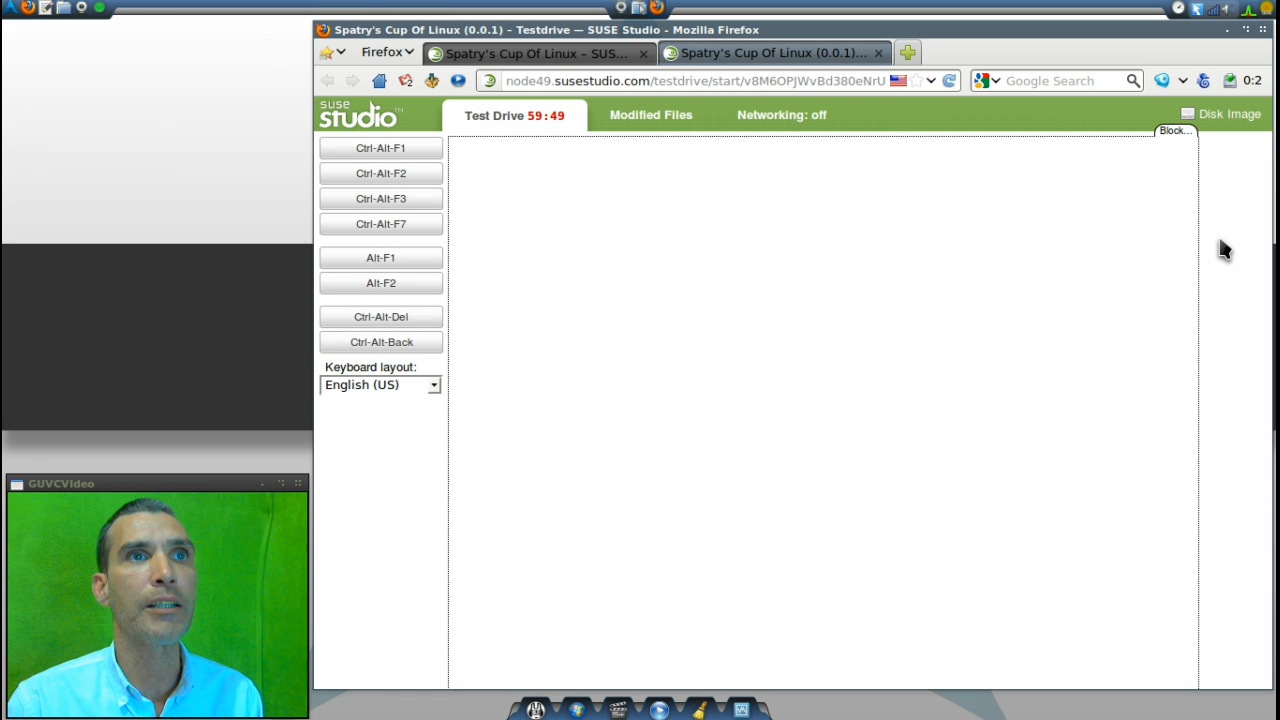 Spatry's Cup Of Linux (0.0.1) - Testdrive — SUSE Studio - Mozilla Firefox
Firefox
Spatry's Cup Of Linux – SUS...
Spatry's Cup Of Linux (0.0.1)...
node49.susestudio.com/testdrive/start/v8M6OPJWvBd380eNrU
Google Search
0:2
suse studio™
Test Drive 59:49
Modified Files
Networking: off
Disk Image
Block...
Ctrl-Alt-F1
Ctrl-Alt-F2
Ctrl-Alt-F3
Ctrl-Alt-F7
Alt-F1
Alt-F2
Ctrl-Alt-Del
Ctrl-Alt-Back
Keyboard layout:
English (US)
GUVCVIdeo